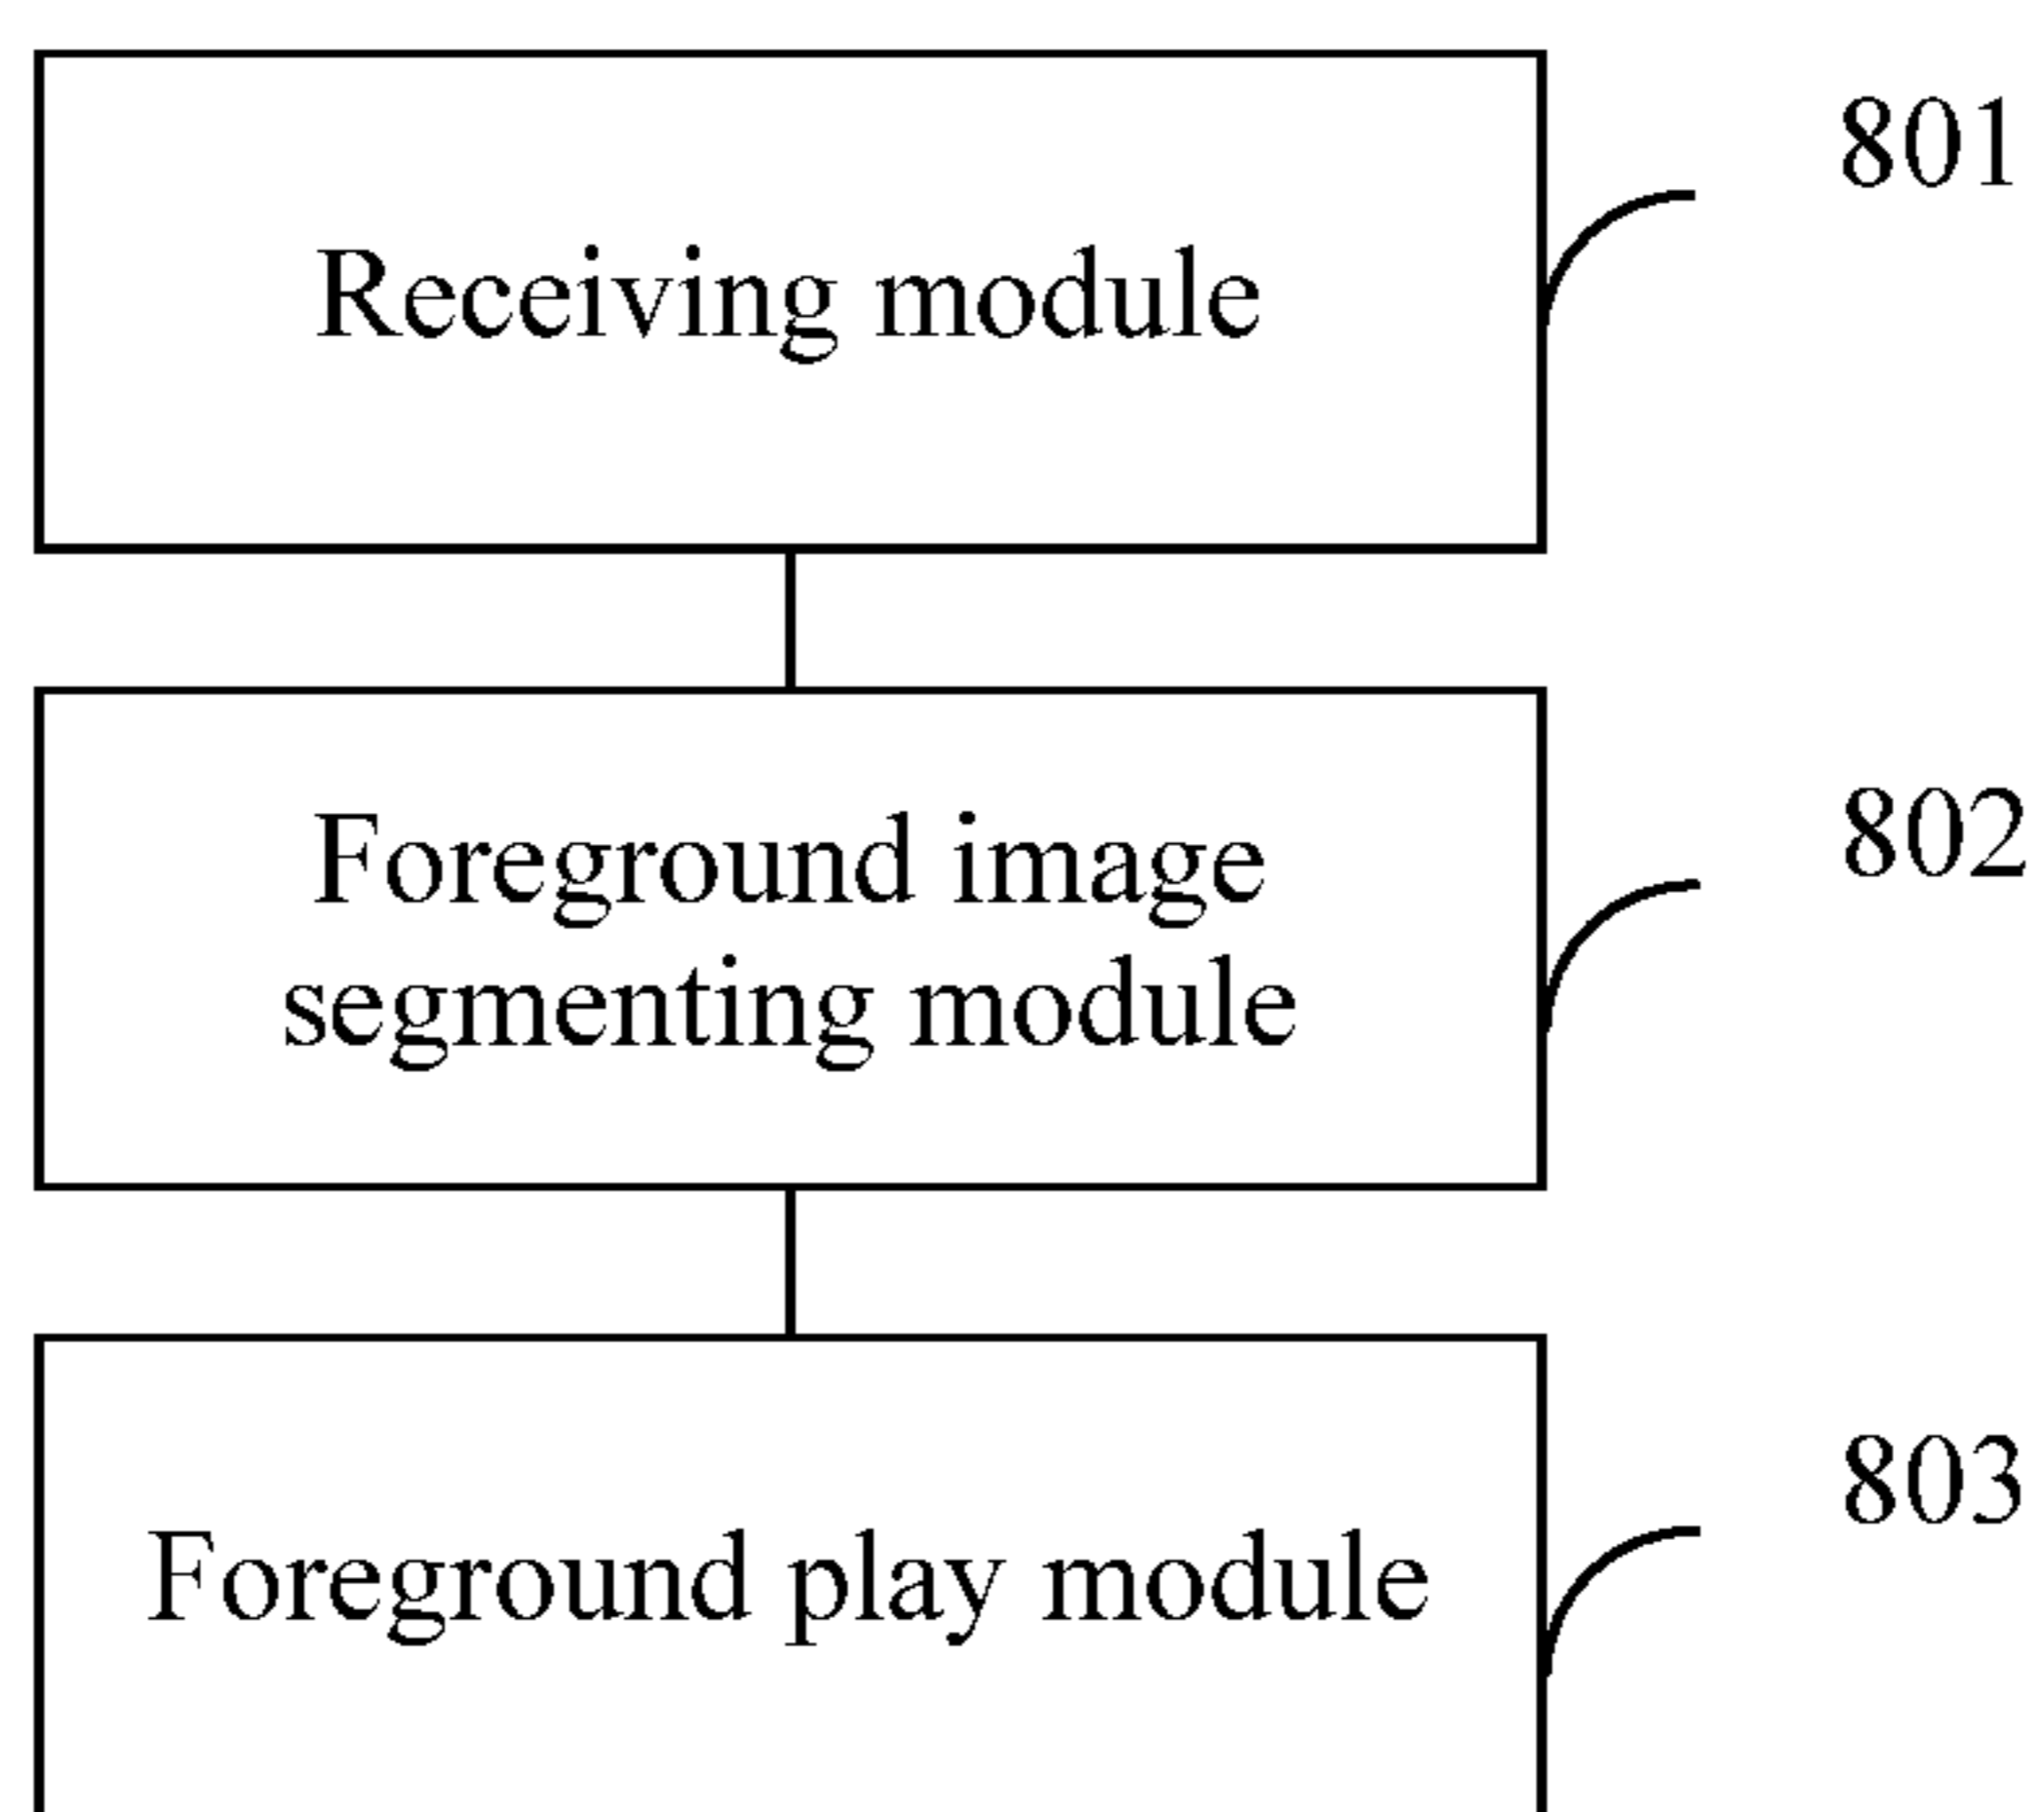 801
Receiving module
802
Foreground image
segmenting module
803
Foreground play module